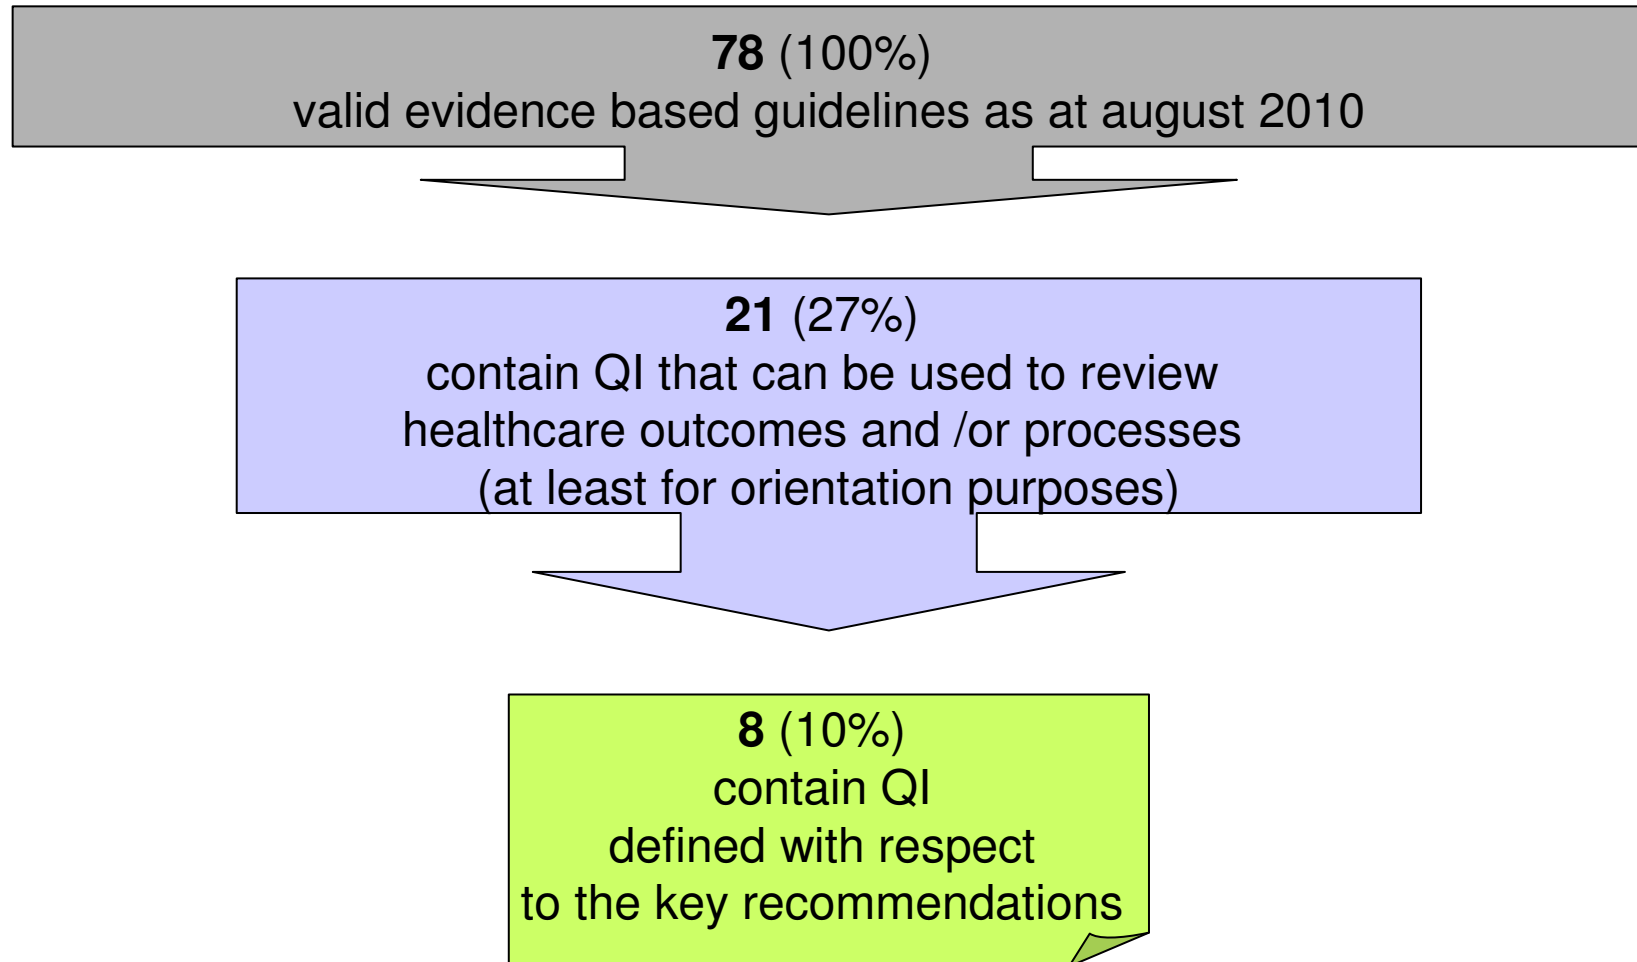 78 (100%)
valid evidence based guidelines as at august 2010
21 (27%)
contain QI that can be used to review
healthcare outcomes and /or processes
(at least for orientation purposes)
8 (10%)
contain QI
defined with respect
to the key recommendations